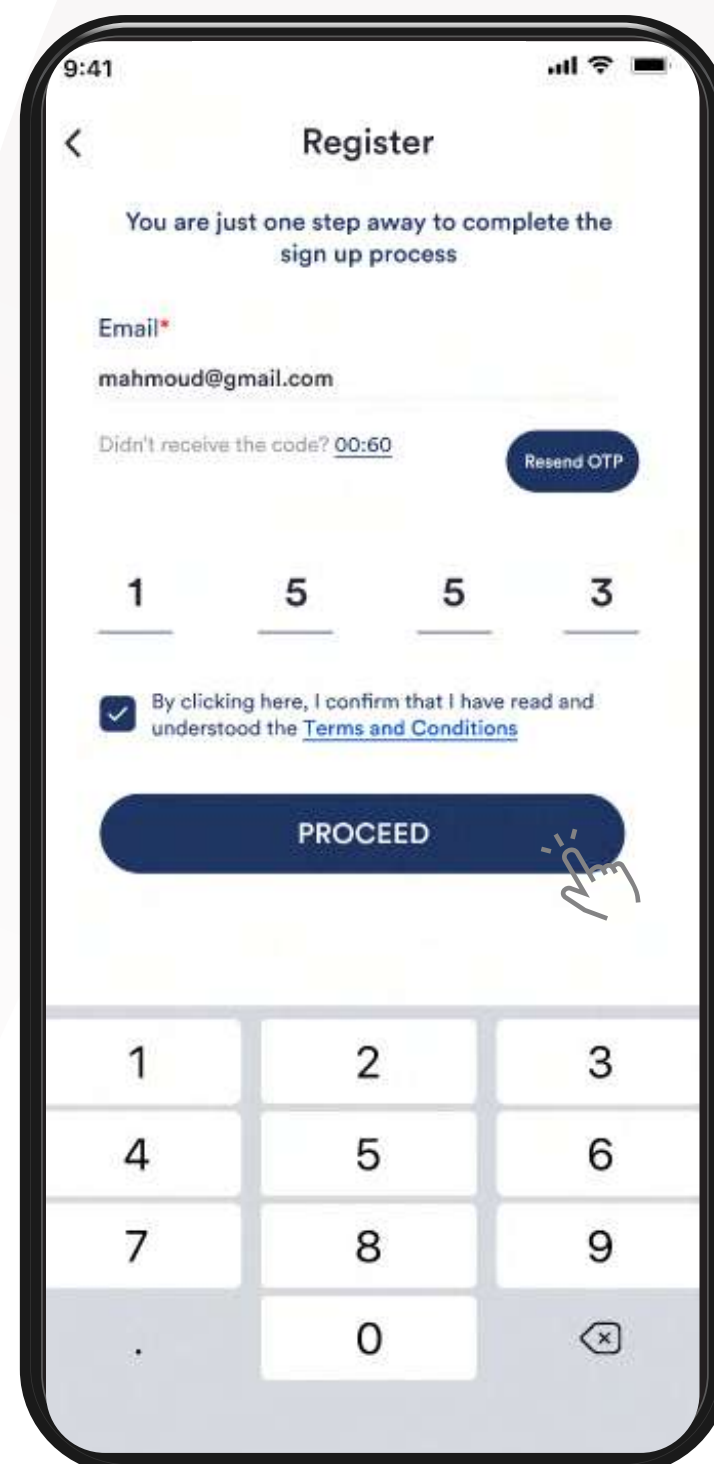 9:41
Register
You are just one step away to complete the
sign up process
Email*
mahmoud@gmail.com
Didn't receive the code? 00:60
Resend OTP
1 5 5 3
By clicking here, I confirm that I have read and
understood the Terms and Conditions
PROCEED
1 2 3
4 5 6
7 8 9
. 0